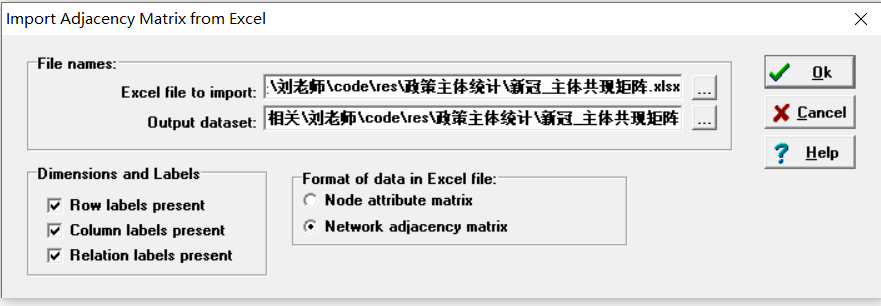 Import Adjacency Matrix from Excel
File names:
Excel file to import: :\刘老师\code\res\政策主体统计\新冠_主体共现矩阵.xlsx ...
Output dataset: 相关\刘老师\code\res\政策主体统计\新冠_主体共现矩阵 ...
Ok
Cancel
Help
Dimensions and Labels
Row labels present
Column labels present
Relation labels present
Format of data in Excel file:
Node attribute matrix
Network adjacency matrix